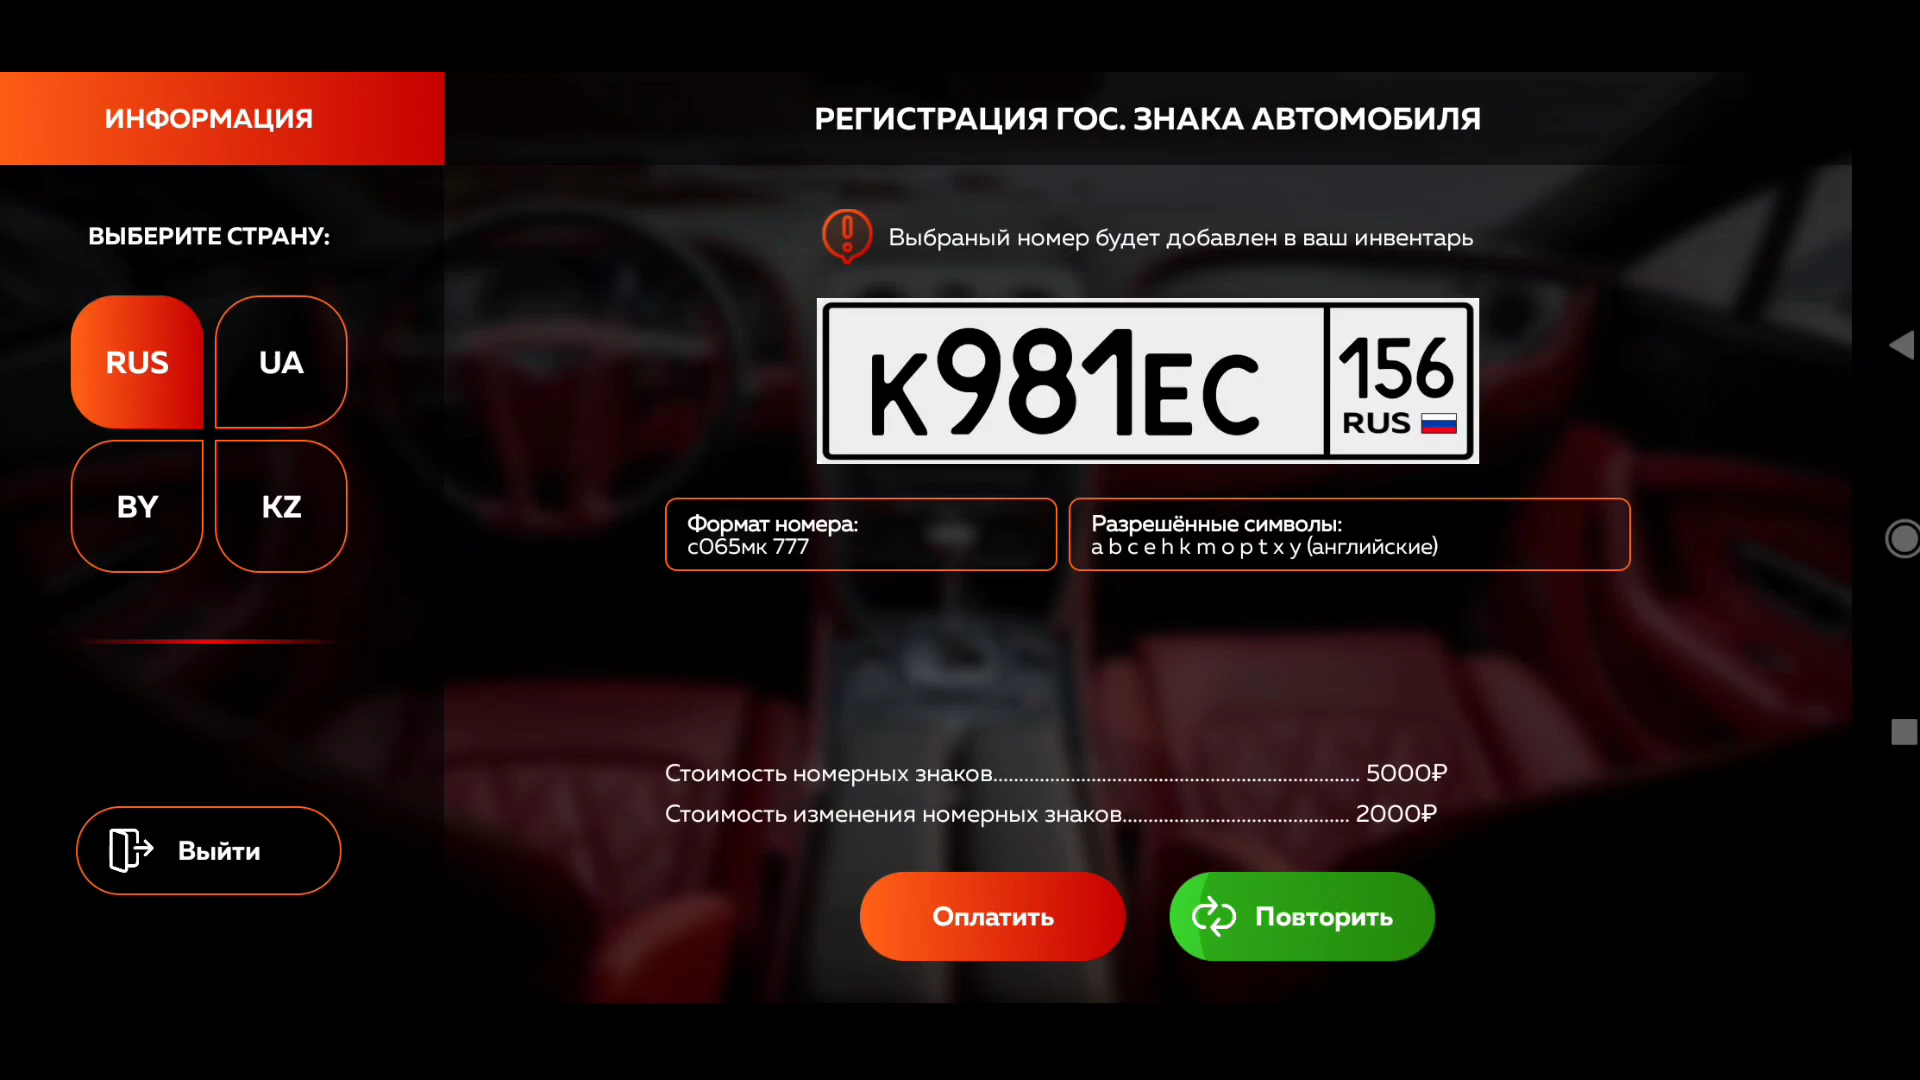 ИНФОРМАЦИЯ
РЕГИСТРАЦИЯ ГОС. ЗНАКА АВТОМОБИЛЯ
ВЫБЕРИТЕ СТРАНУ:
RUS
UA
BY
KZ
Выйти
Выбраный номер будет добавлен в ваш инвентарь
К981ЕС
156
RUS
Формат номера:
с065мк 777
Разрешённые символы:
a b c e h k m o p t x y (английские)
Стоимость номерных знаков............................................................. 5000₽
Стоимость изменения номерных знаков...................................... 2000₽
Оплатить
Повторить